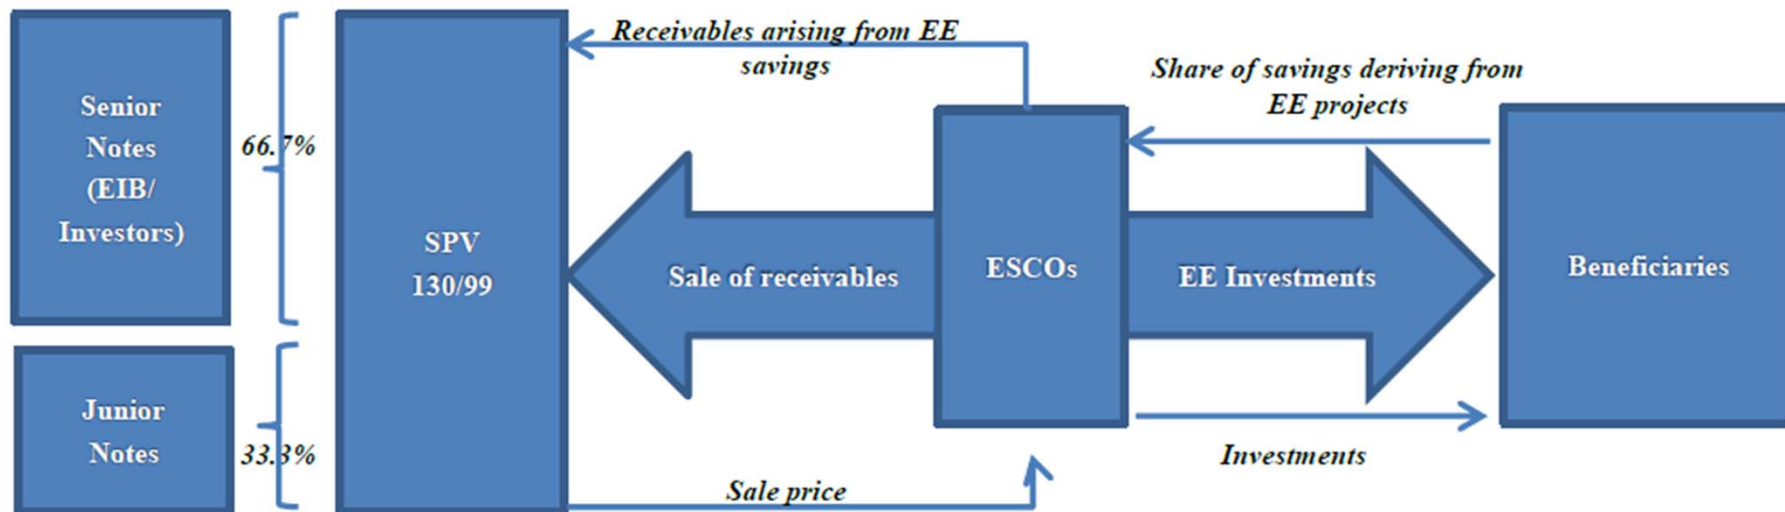 Senior
Notes
(EIB/
Investors)
66.7%
Junior
Notes
33.3%
SPV
130/99
Receivables arising from EE
savings
Sale of receivables
Sale price
ESCOs
Share of savings deriving from
EE projects
EE Investments
Investments
Beneficiaries